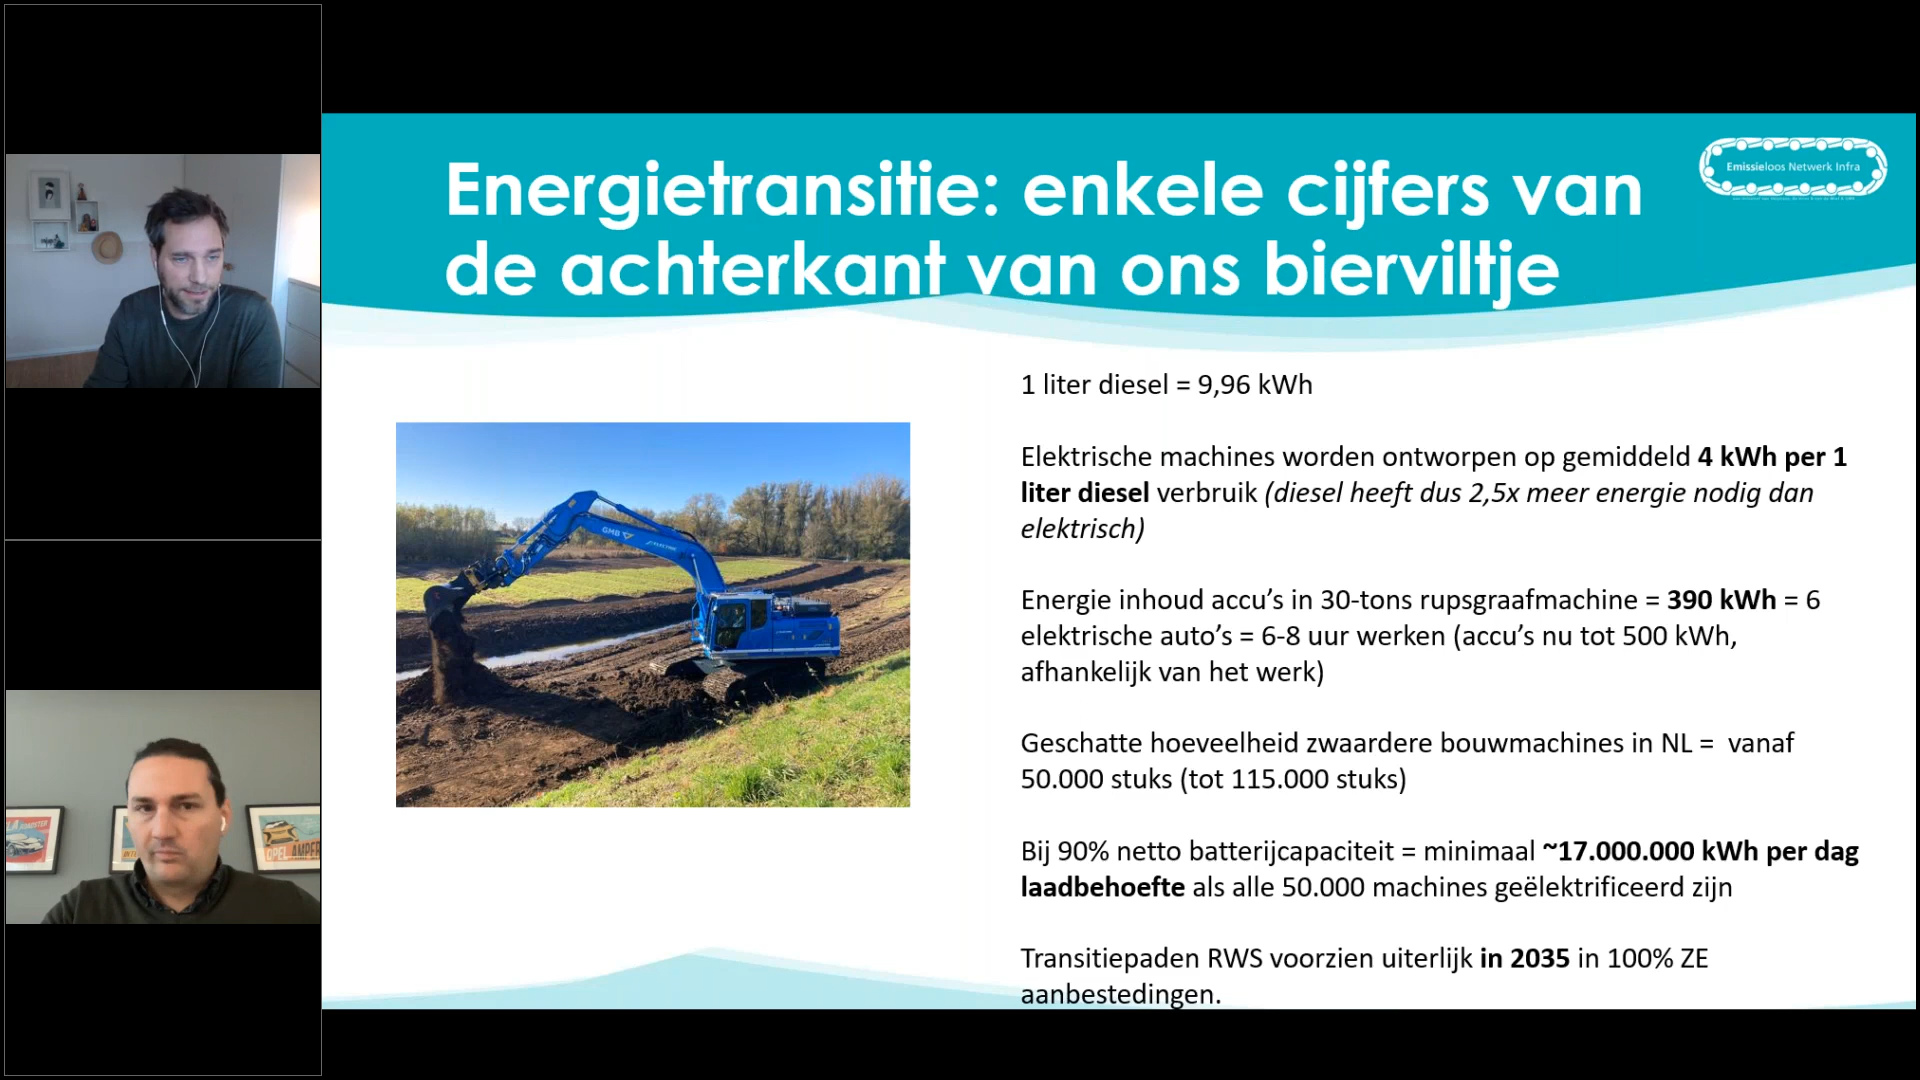 Energietransitie: enkele cijfers van
de achterkant van ons bierviltje
Emissieloos Netwerk Infra
1 liter diesel = 9,96 kWh
Elektrische machines worden ontworpen op gemiddeld 4 kWh per 1
liter diesel verbruik (diesel heeft dus 2,5x meer energie nodig dan
elektrisch)
Energie inhoud accu’s in 30-tons rupsgraafmachine = 390 kWh = 6
elektrische auto’s = 6-8 uur werken (accu’s nu tot 500 kWh,
afhankelijk van het werk)
Geschatte hoeveelheid zwaardere bouwmachines in NL = vanaf
50.000 stuks (tot 115.000 stuks)
Bij 90% netto batterijcapaciteit = minimaal ~17.000.000 kWh per dag
laadbehoefte als alle 50.000 machines geëlektrificeerd zijn
Transitiepaden RWS voorzien uiterlijk in 2035 in 100% ZE
aanbestedingen.
GMB
OPEL AMPER